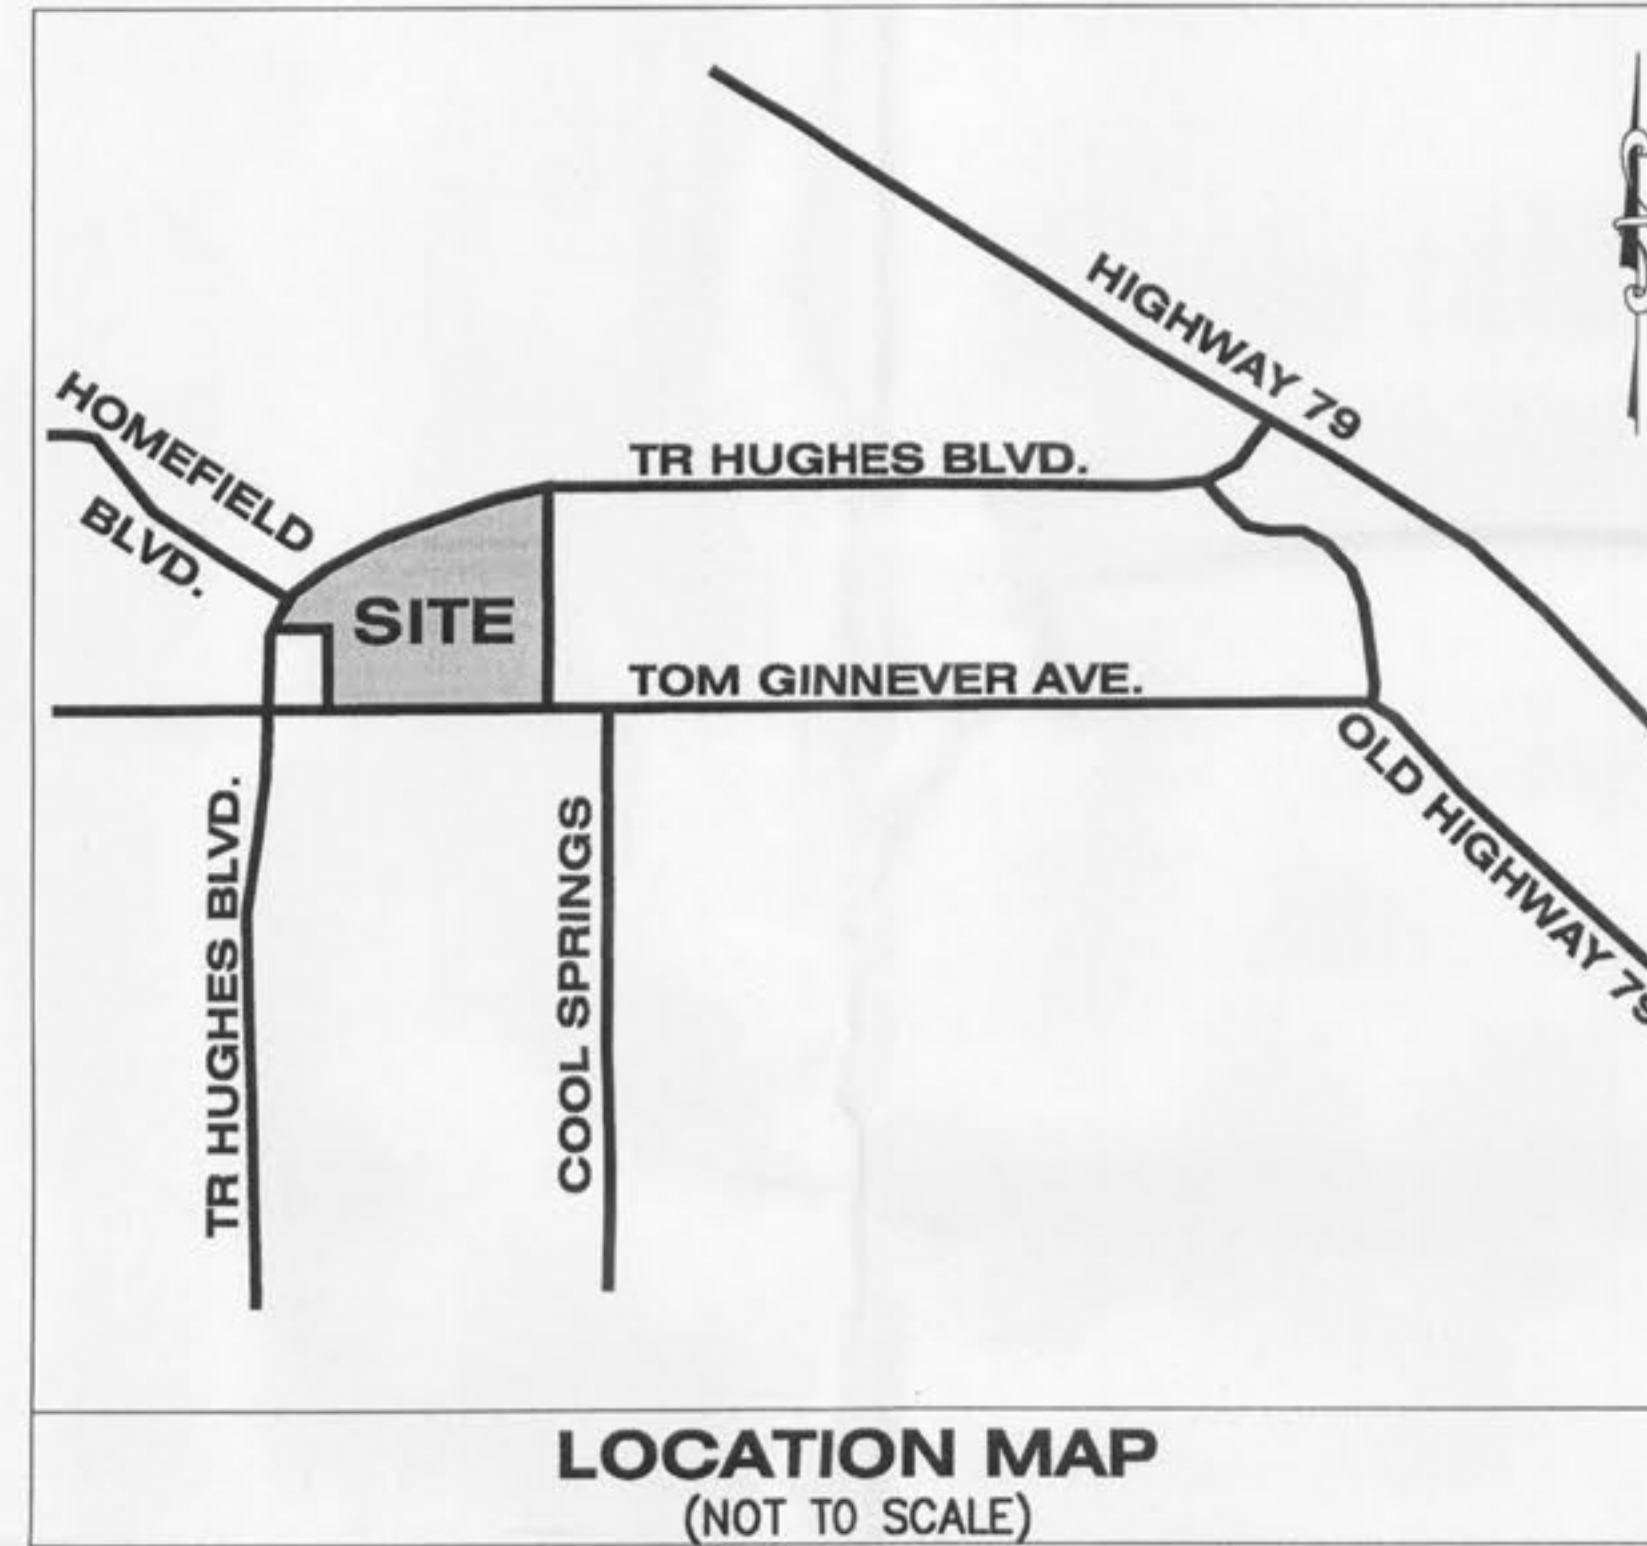 HIGHWAY 79
HOMEFIELD
BLVD.
TR HUGHES BLVD.
SITE
TOM GINNEVER AVE.
OLD HIGHWAY 79
TR HUGHES BLVD.
COOL SPRINGS
LOCATION MAP
(NOT TO SCALE)